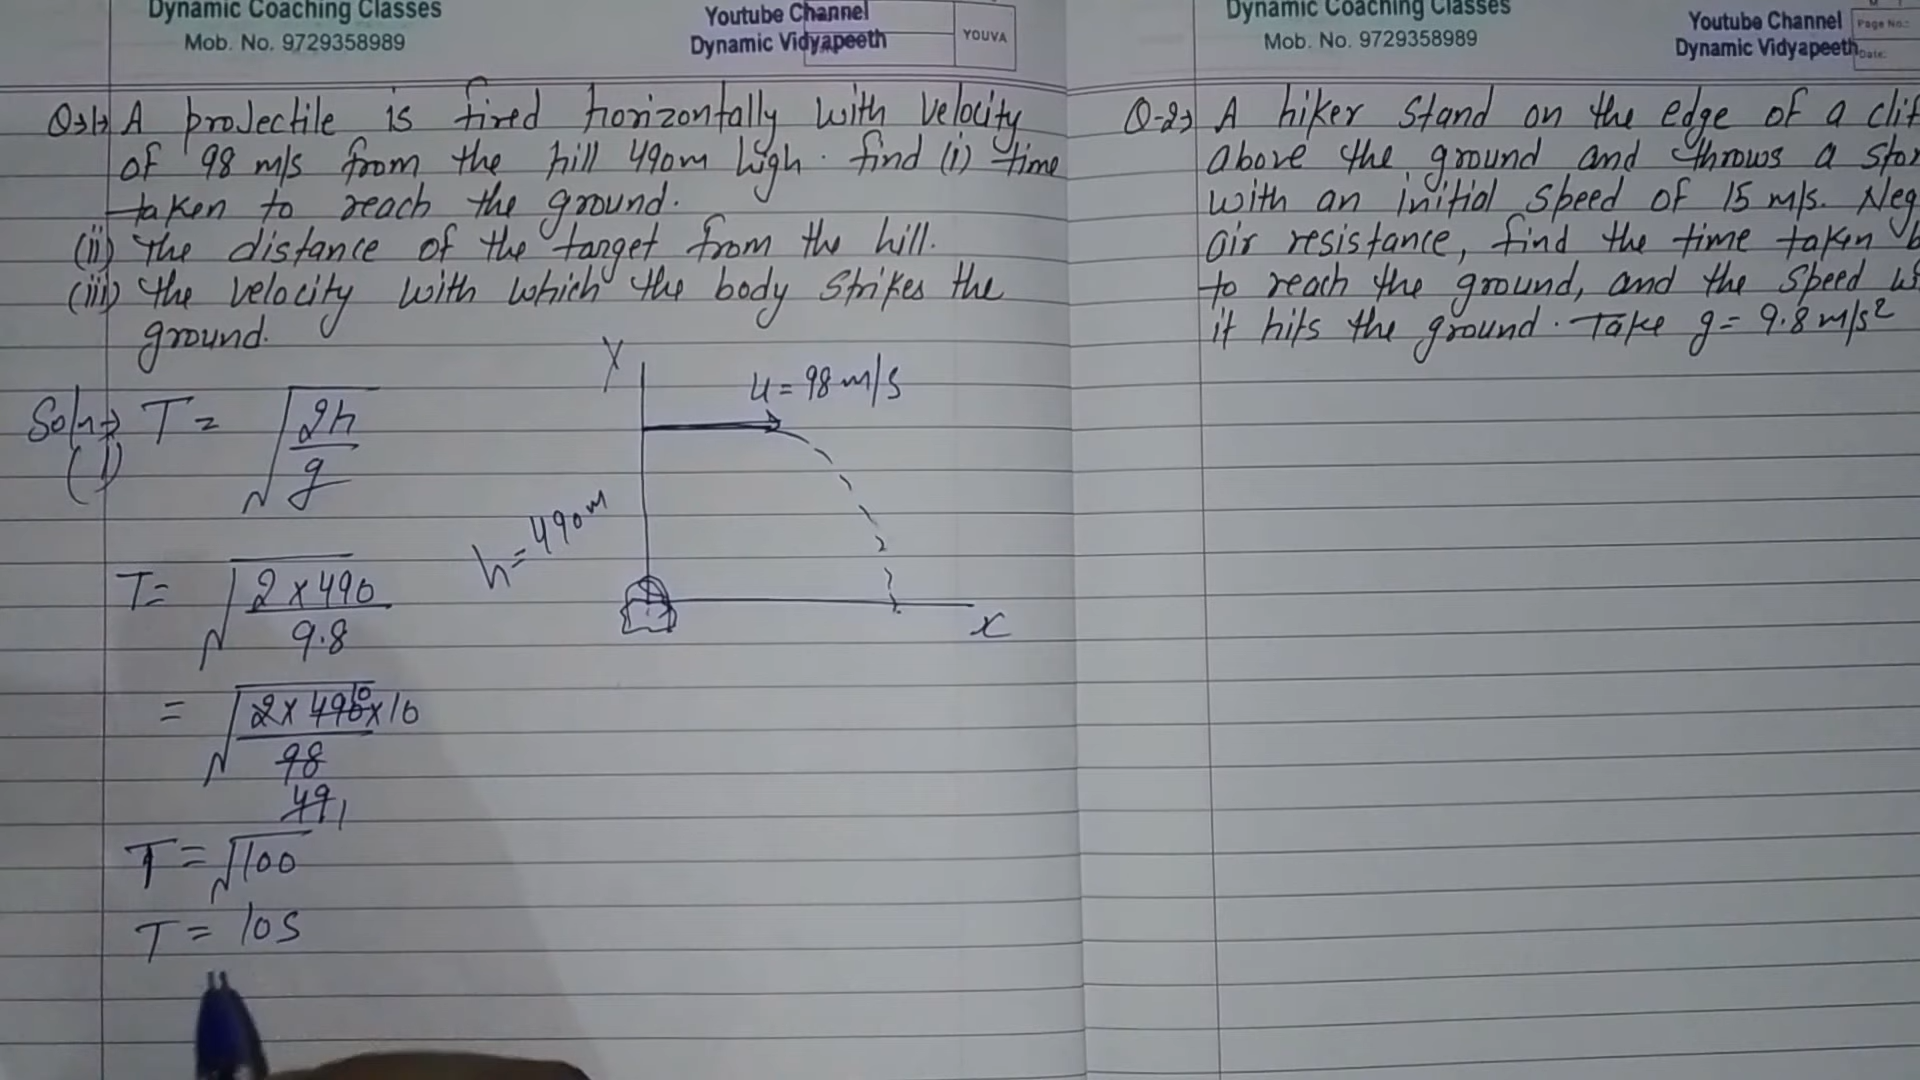 Dynamic Coaching Classes
Mob. No. 9729358989
Youtube Channel
Dynamic Vidyapeeth
YOUVA
Q→1→ A projectile is fired horizontally with velocity
of 98 m/s from the hill 490m high. find (i) time
taken to reach the ground.
(ii) The distance of the target from the hill.
(iii) The velocity with which the body strikes the
ground.
Soln→ T = √2h/g
(i)
T = √2×490/9.8
= √2×490×10/98
10
49 1
T = √100
T = 10s
Y
u = 98 m/s
h = 490m
X
Dynamic Coaching Classes
Mob. No. 9729358989
Youtube Channel
Dynamic Vidyapeeth
Page No.:
Date:
Q-2→ A hiker stand on the edge of a
above the ground and throws a
with an initial speed of 15 m/s.
air resistance, find the time taken
to reach the ground, and the speed
it hits the ground. Take g = 9.8 m/s²